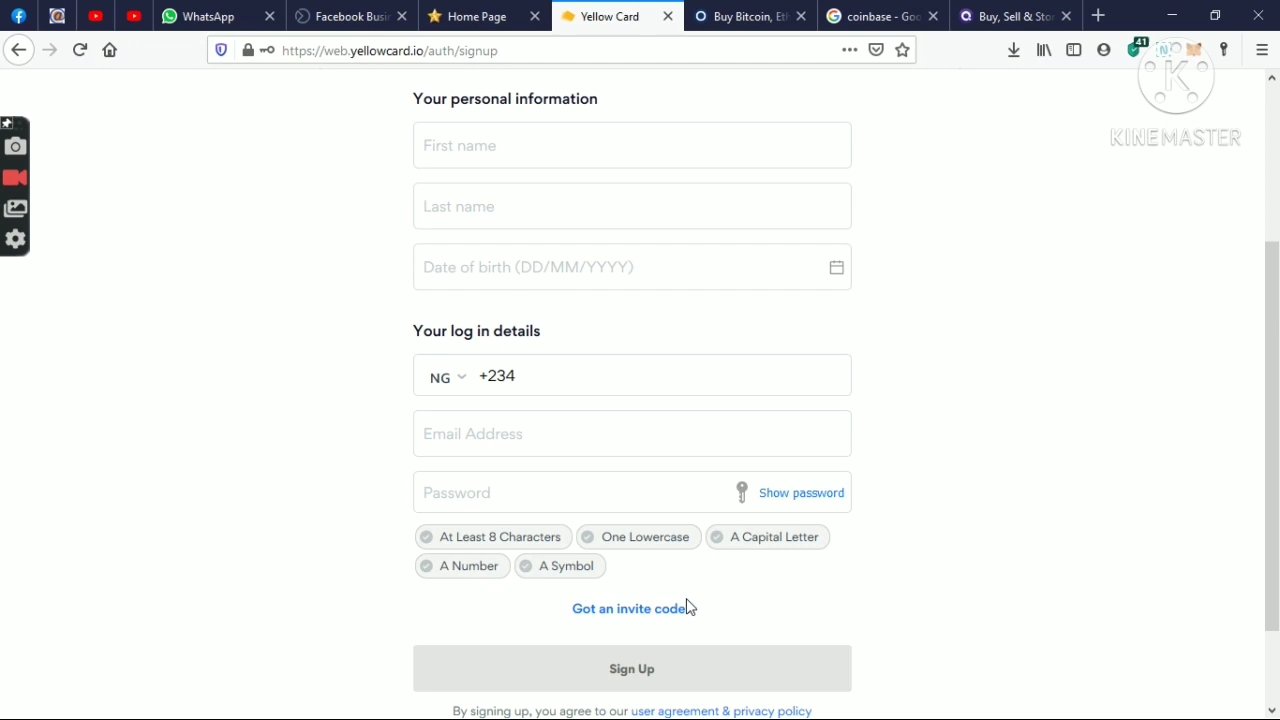 WhatsApp
Facebook Busi
Home Page
Yellow Card
Buy Bitcoin, Eth
coinbase - Goo
Buy, Sell & Sto
https://web.yellowcard.io/auth/signup
41
N
K
KINEMASTER
Your personal information
First name
Last name
Date of birth (DD/MM/YYYY)
Your log in details
NG +234
Email Address
Password Show password
At Least 8 Characters One Lowercase A Capital Letter
A Number A Symbol
Got an invite code
Sign Up
By signing up, you agree to our user agreement & privacy policy